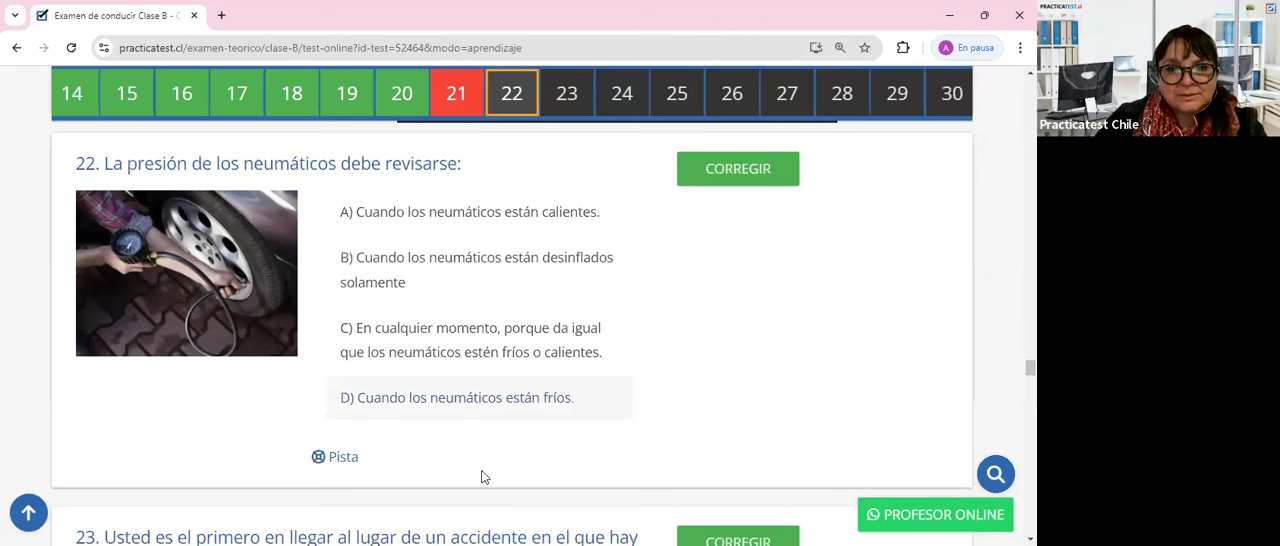 Examen de conducir Clase B - C
practicatest.cl/examen-teorico/clase-B/test-online?id-test=52464&modo=aprendizaje
A En pausa
PRACTICATEST.cl
Practicatest Chile
14 15 16 17 18 19 20 21 22 23 24 25 26 27 28 29 30
22. La presión de los neumáticos debe revisarse:
CORREGIR
A) Cuando los neumáticos están calientes.
B) Cuando los neumáticos están desinflados
solamente
C) En cualquier momento, porque da igual
que los neumáticos estén fríos o calientes.
D) Cuando los neumáticos están fríos.
Pista
PROFESOR ONLINE
23. Usted es el primero en llegar al lugar de un accidente en el que hay
CORREGIR